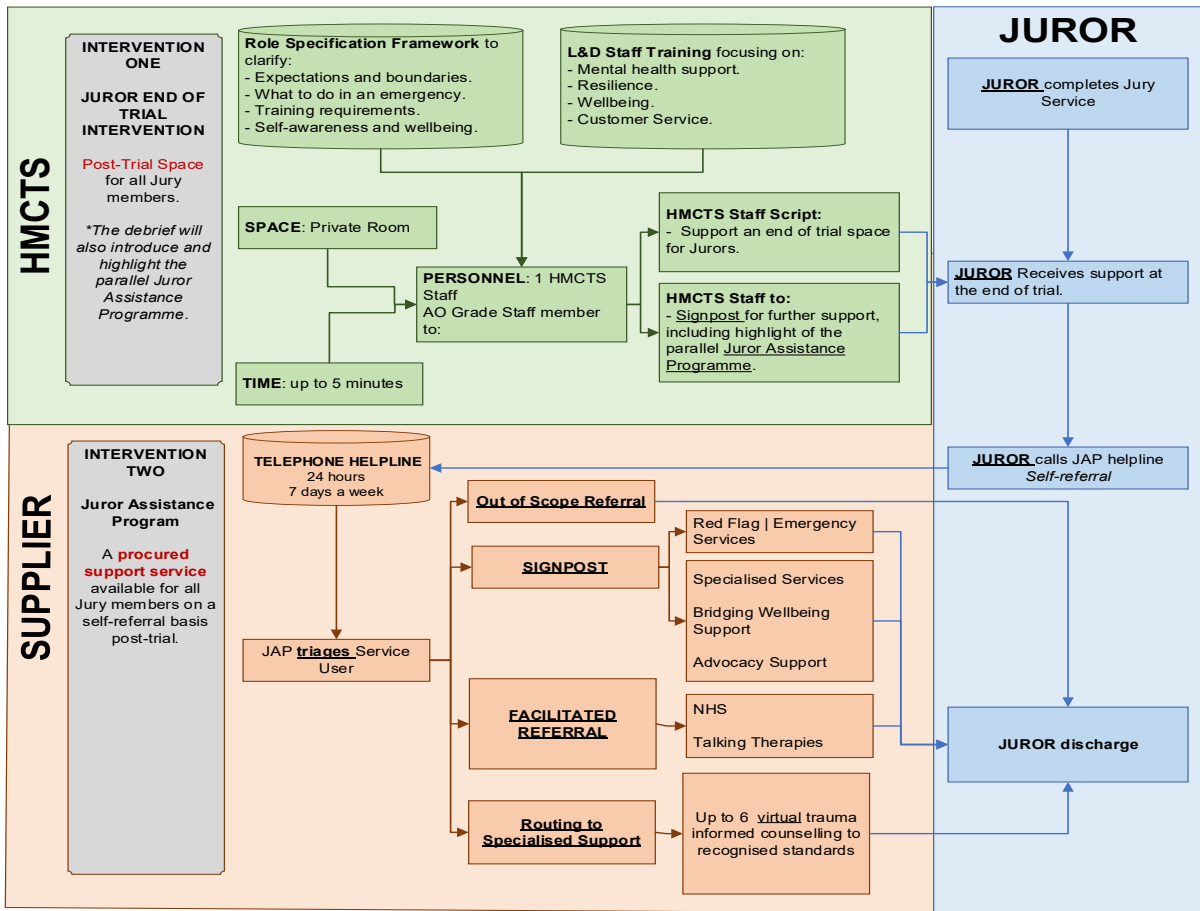 HMCTS
INTERVENTION
ONE
JUROR END OF
TRIAL
INTERVENTION
Post-Trial Space
for all Jury
members.
*The debrief will
also introduce and
highlight the
parallel Juror
Assistance
Programme.
Role Specification Framework to
clarify:
- Expectations and boundaries.
- What to do in an emergency.
- Training requirements.
- Self-awareness and wellbeing.
L&D Staff Training focusing on:
- Mental health support.
- Resilience.
- Wellbeing.
- Customer Service.
SPACE: Private Room
TIME: up to 5 minutes
PERSONNEL: 1 HMCTS
Staff
AO Grade Staff member
to:
HMCTS Staff Script:
- Support an end of trial space
for Jurors.
HMCTS Staff to:
- Signpost for further support,
including highlight of the
parallel Juror Assistance
Programme.
JUROR
JUROR completes Jury
Service
JUROR Receives support at
the end of trial.
JUROR calls JAP helpline
Self-referral
JUROR discharge
SUPPLIER
INTERVENTION
TWO
Juror Assistance
Program
A procured
support service
available for all
Jury members on a
self-referral basis
post-trial.
TELEPHONE HELPLINE
24 hours
7 days a week
JAP triages Service
User
Out of Scope Referral
SIGNPOST
Red Flag | Emergency
Services
Specialised Services
Bridging Wellbeing
Support
Advocacy Support
FACILITATED
REFERRAL
NHS
Talking Therapies
Routing to
Specialised Support
Up to 6 virtual trauma
informed counselling to
recognised standards